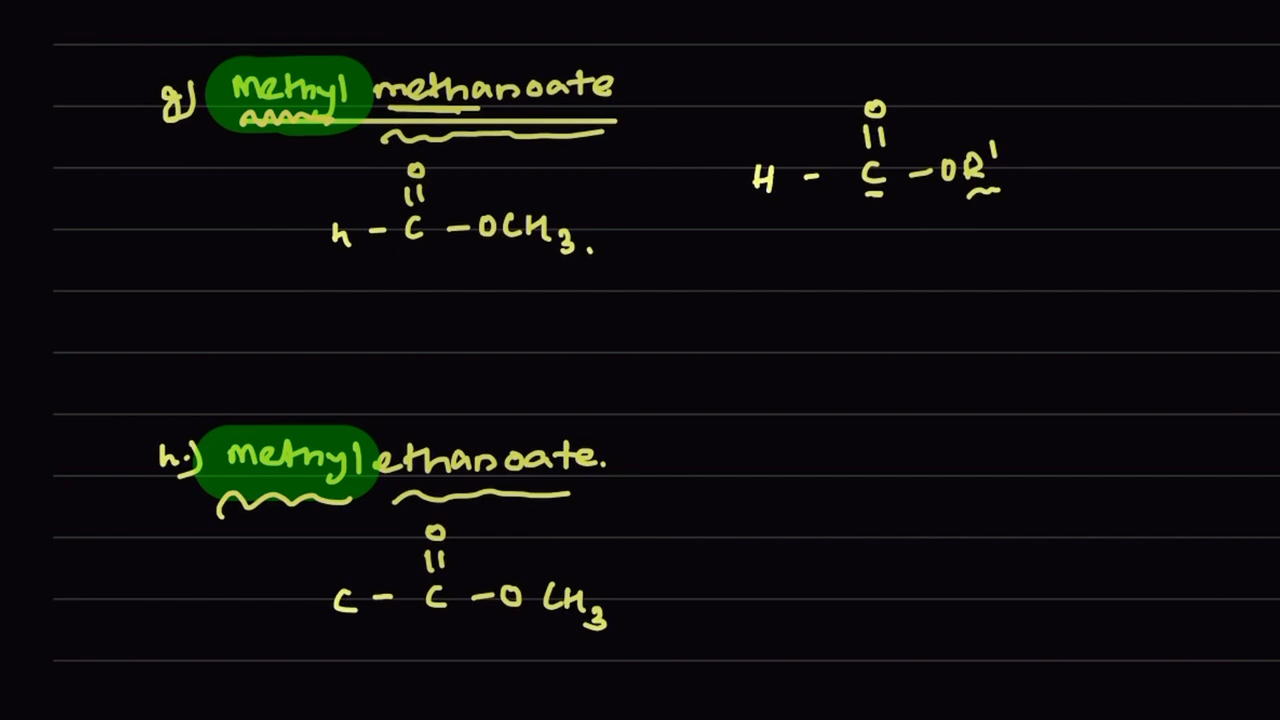 g) methyl methanoate
O
||
H - C - OR'
O
||
H - C - OCH3.
h.) methyl ethanoate.
O
||
C - C - O CH3